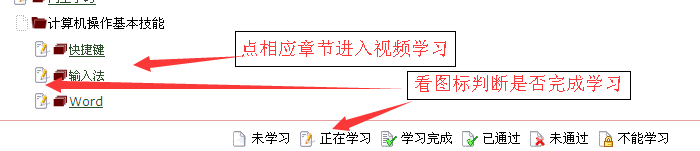 计算机操作基本技能
快捷键
点相应章节进入视频学习
输入法
看图标判断是否完成学习
Word
未学习 正在学习 学习完成 已通过 未通过 不能学习